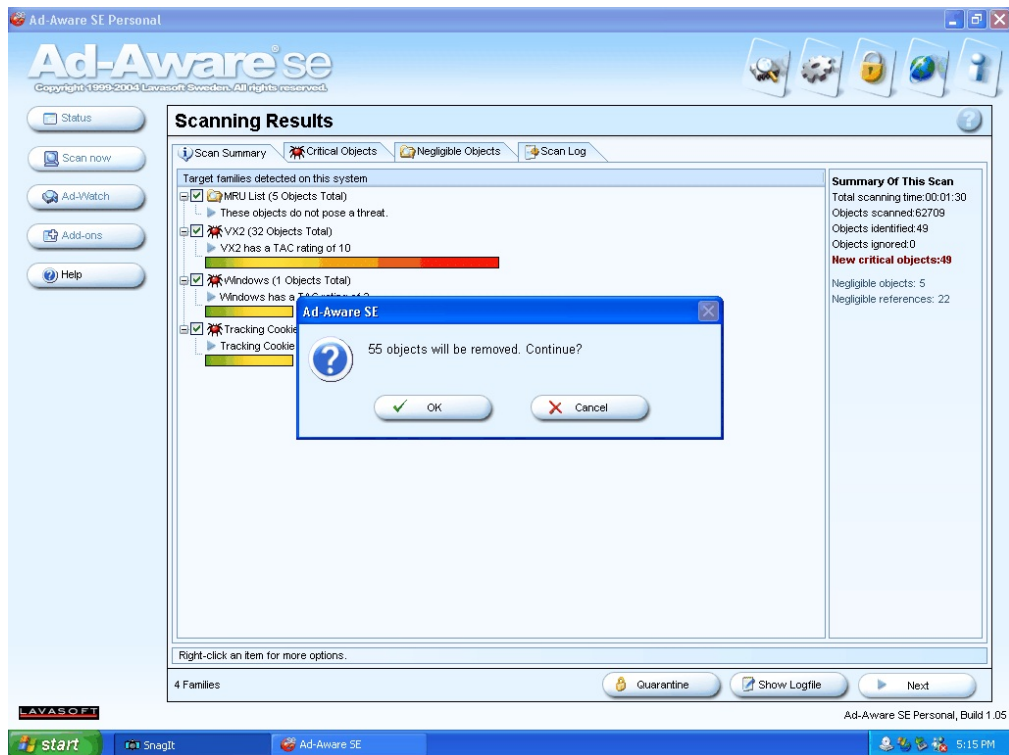 Ad-Aware SE Personal
Ad-Aware se
Copyright 1999-2004 Lavasoft Sweden. All rights reserved.
Status
Scan now
Ad-Watch
Add-ons
Help
Scanning Results
Scan Summary
Critical Objects
Negligible Objects
Scan Log
Target families detected on this system
MRU List (5 Objects Total)
These objects do not pose a threat.
VX2 (32 Objects Total)
VX2 has a TAC rating of 10
Windows (1 Objects Total)
Windows has a
Tracking Cookie
Tracking Cookie
Ad-Aware SE
55 objects will be removed. Continue?
OK
Cancel
Summary Of This Scan
Total scanning time:00:01:30
Objects scanned:62709
Objects identified:49
Objects ignored:0
New critical objects:49
Negligible objects: 5
Negligible references: 22
Right-click an item for more options.
4 Families
Quarantine
Show Logfile
Next
LAVASOFT
Ad-Aware SE Personal, Build 1.05
start
SnagIt
Ad-Aware SE
5:15 PM